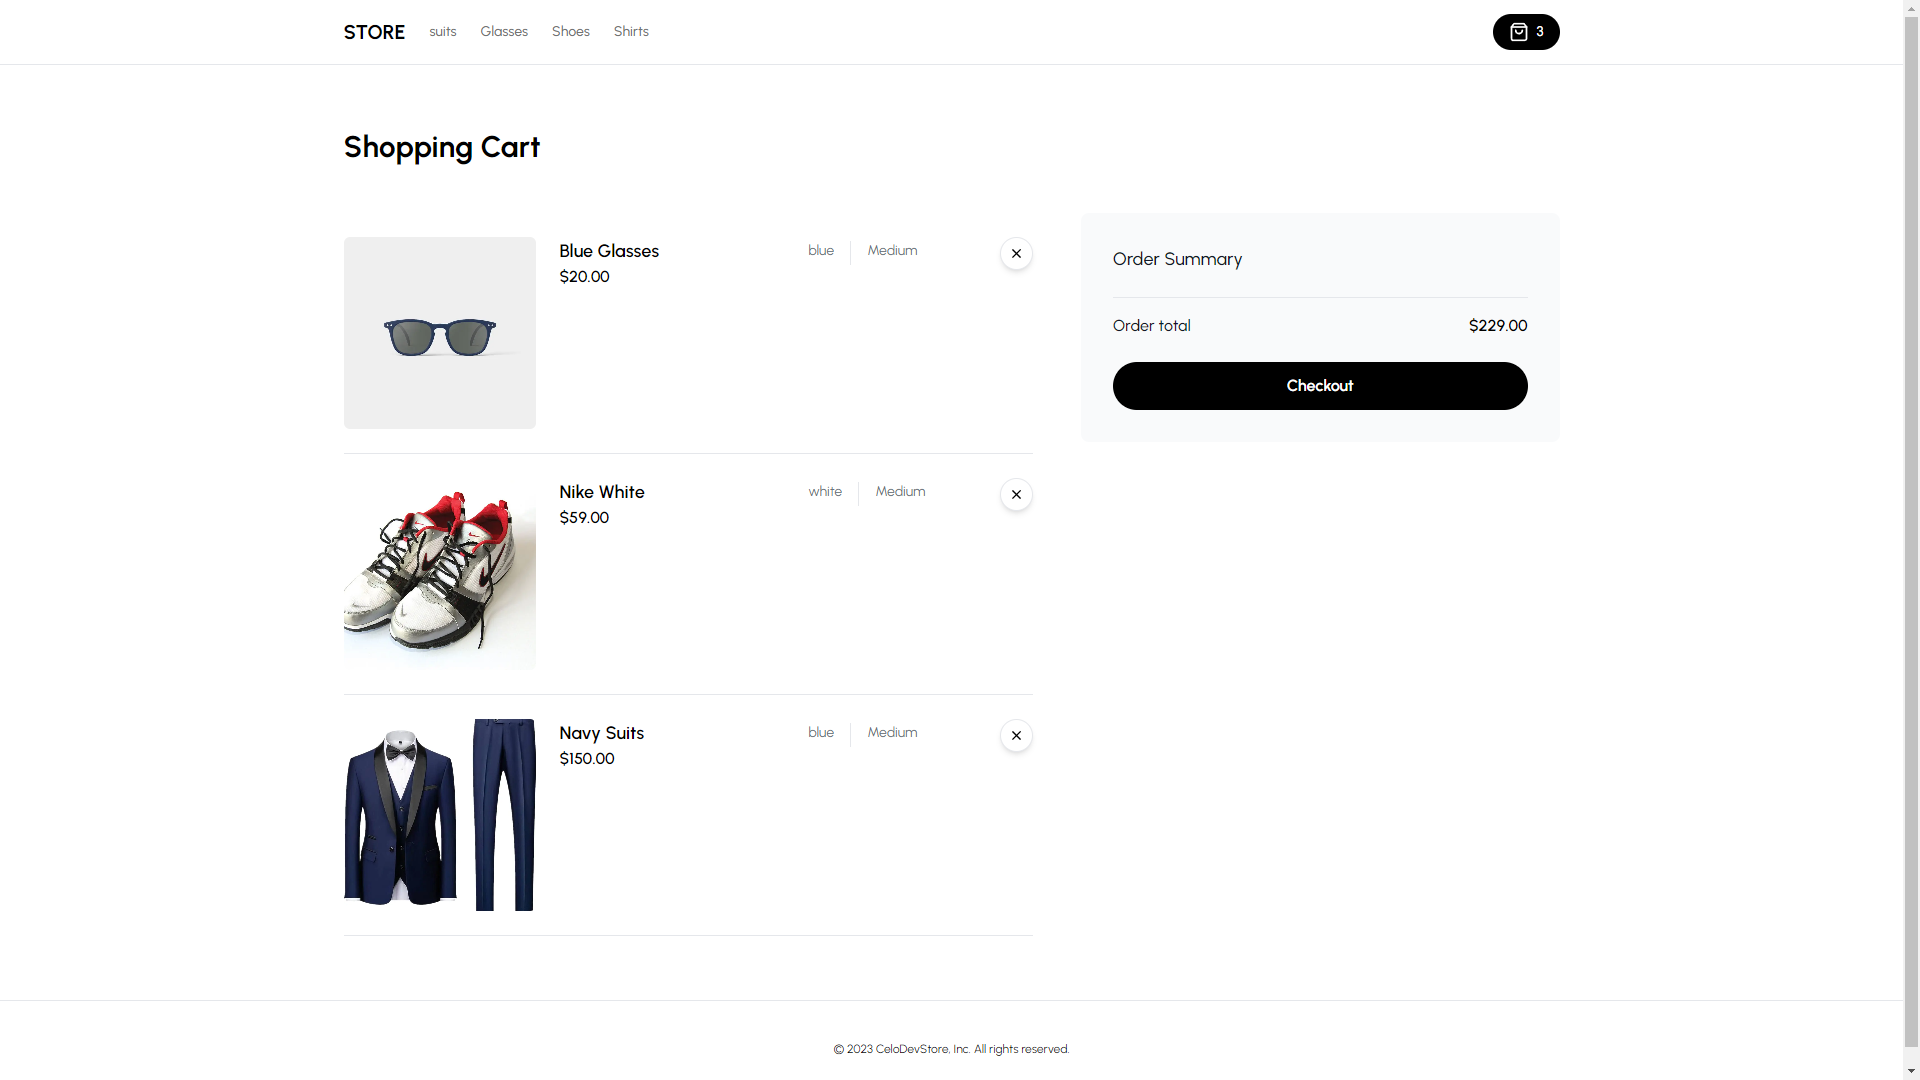 STORE suits Glasses Shoes Shirts 3
Shopping Cart
Blue Glasses blue Medium
$20.00
Nike White white Medium
$59.00
Navy Suits blue Medium
$150.00
Order Summary
Order total $229.00
Checkout
© 2023 CeloDevStore, Inc. All rights reserved.